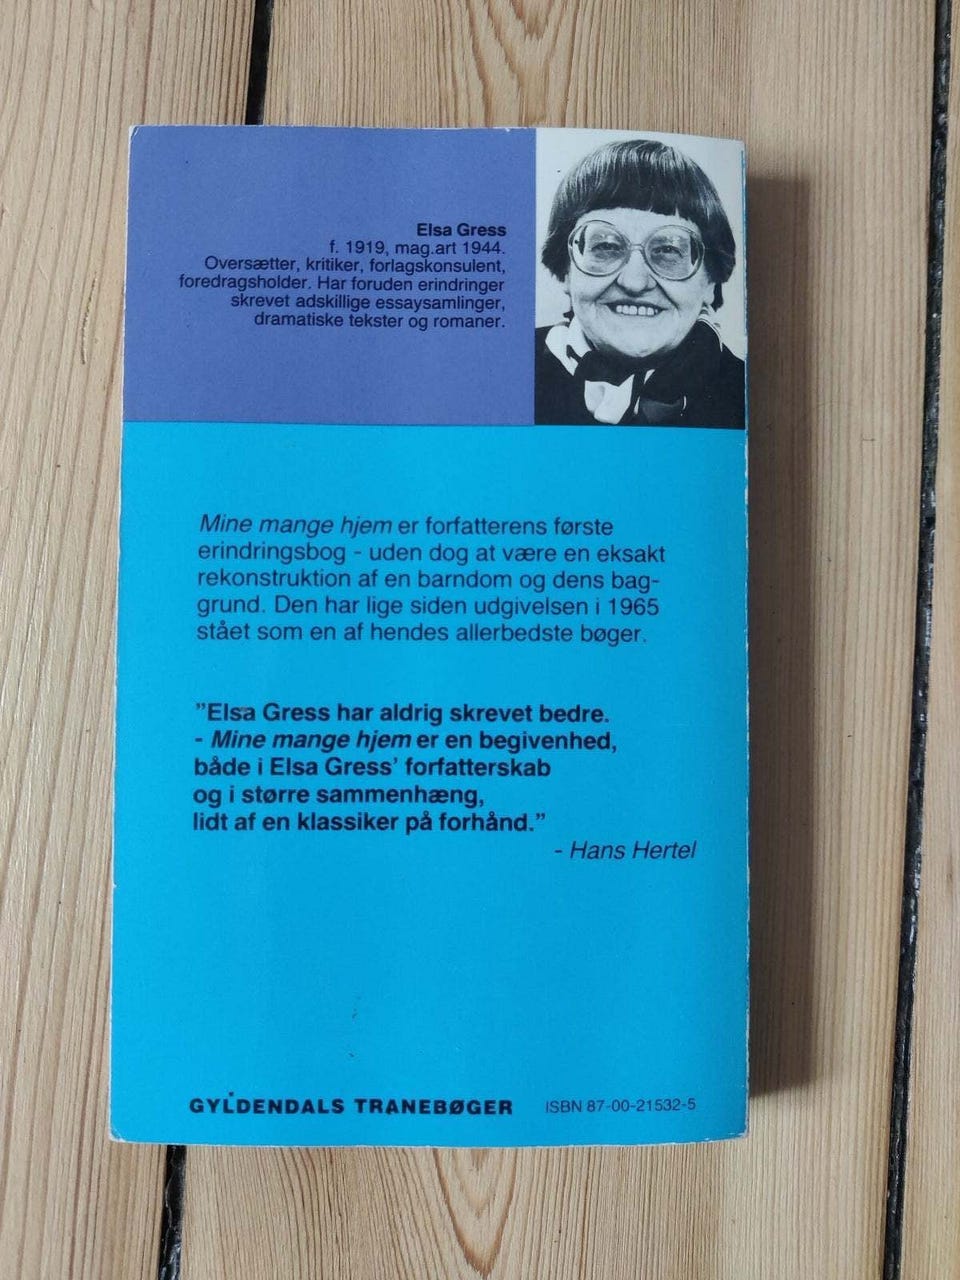 Elsa Gress
f. 1919, mag.art 1944.
Oversætter, kritiker, forlagskonsulent,
foredragsholder. Har foruden erindringer
skrevet adskillige essaysamlinger,
dramatiske tekster og romaner.
Mine mange hjem er forfatterens første
erindringsbog - uden dog at være en eksakt
rekonstruktion af en barndom og dens bag-
grund. Den har lige siden udgivelsen i 1965
stået som en af hendes allerbedste bøger.
"Elsa Gress har aldrig skrevet bedre.
- Mine mange hjem er en begivenhed,
både i Elsa Gress' forfatterskab
og i større sammenhæng,
lidt af en klassiker på forhånd."
- Hans Hertel
GYLDENDALS TRANEBØGER ISBN 87-00-21532-5